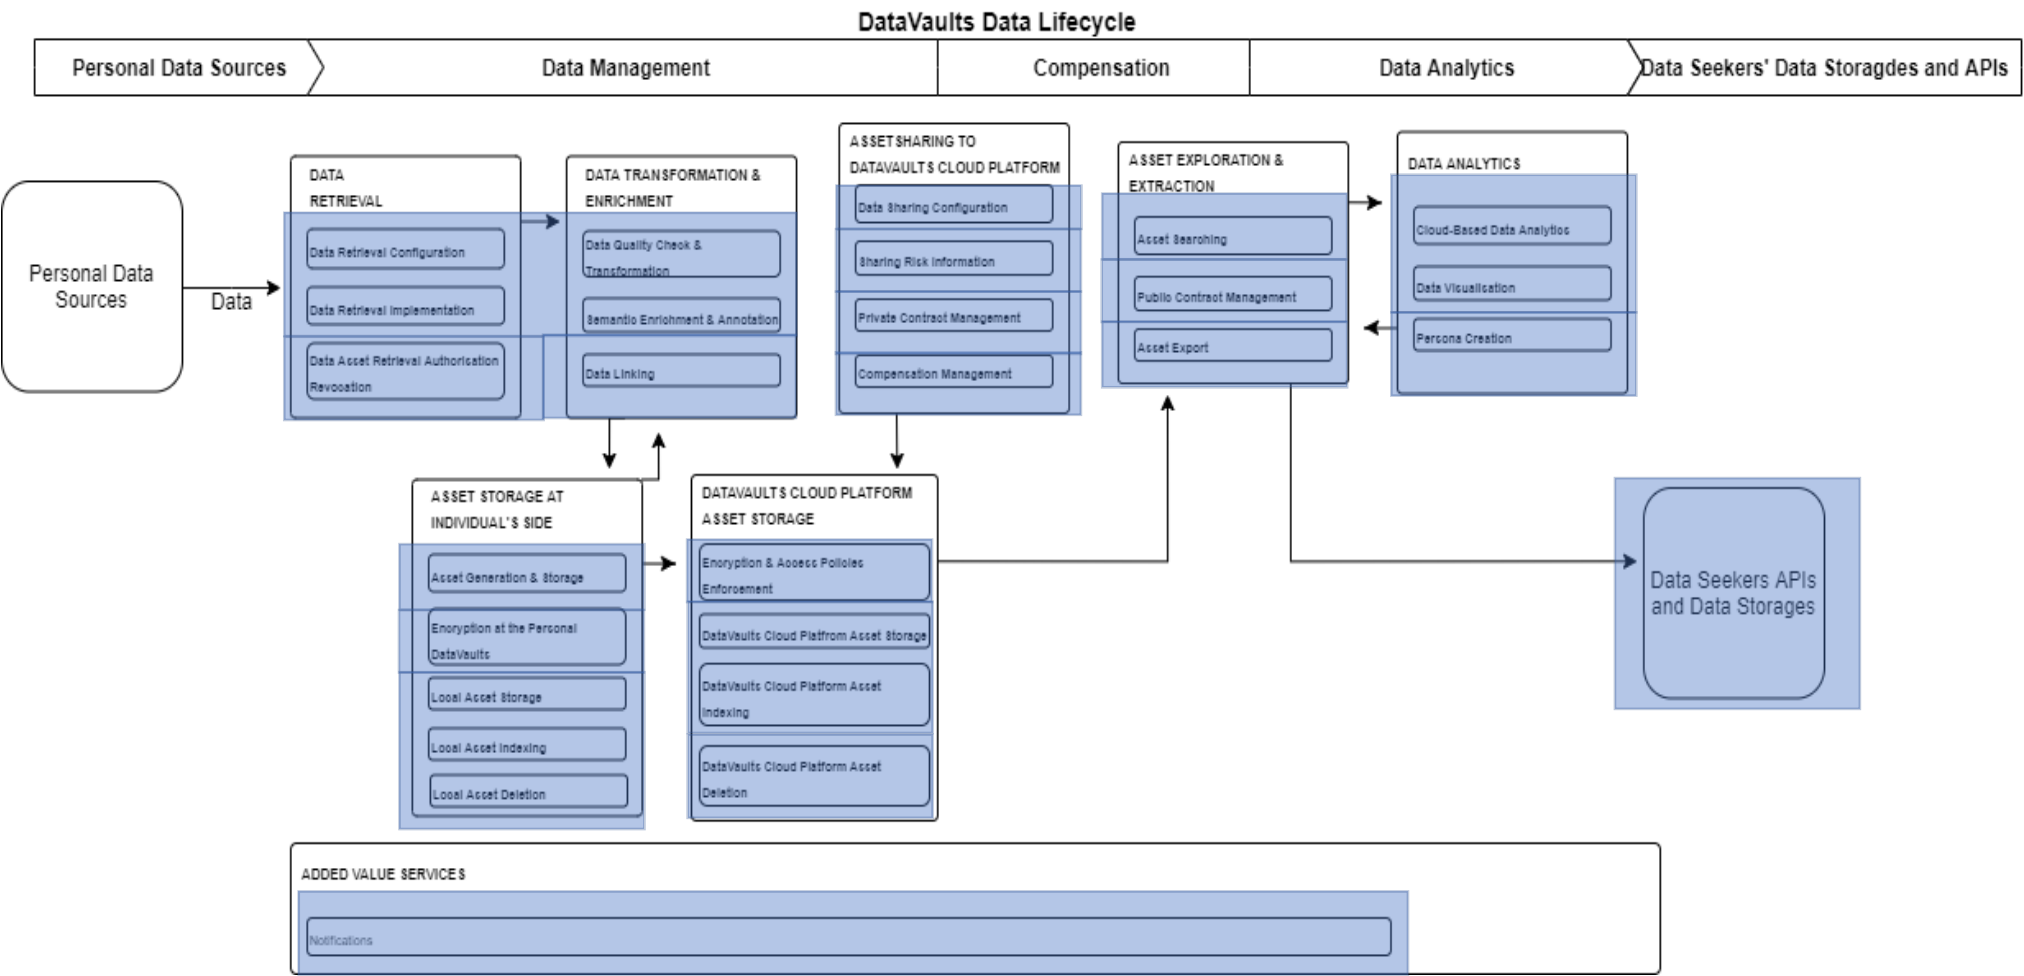 DataVaults Data Lifecycle
Personal Data Sources
Data Management
Compensation
Data Analytics
Data Seekers' Data Storagdes and APIs
Personal Data
Sources
Data
DATA
RETRIEVAL
Data Retrieval Configuration
Data Retrieval Implementation
Data Asset Retrieval Authorisation
Revocation
DATA TRANSFORMATION &
ENRICHMENT
Data Quality Check &
Transformation
Semantic Enrichment & Annotation
Data Linking
ASSETSHARING TO
DATAVAULTS CLOUD PLATFORM
Data Sharing Configuration
Sharing Risk Information
Private Contract Management
Compensation Management
ASSET EXPLORATION &
EXTRACTION
Asset Searching
Public Contract Management
Asset Export
DATA ANALYTICS
Cloud-Based Data Analytics
Data Visualisation
Persona Creation
ASSET STORAGE AT
INDIVIDUAL'S SIDE
Asset Generation & Storage
Encryption at the Personal
DataVaults
Local Asset Storage
Local Asset Indexing
Local Asset Deletion
DATAVAULTS CLOUD PLATFORM
ASSET STORAGE
Encryption & Access Policies
Enforcement
DataVaults Cloud Platfrom Asset Storage
DataVaults Cloud Platform Asset
Indexing
DataVaults Cloud Platform Asset
Deletion
Data Seekers APIs
and Data Storages
ADDED VALUE SERVICES
Notifications